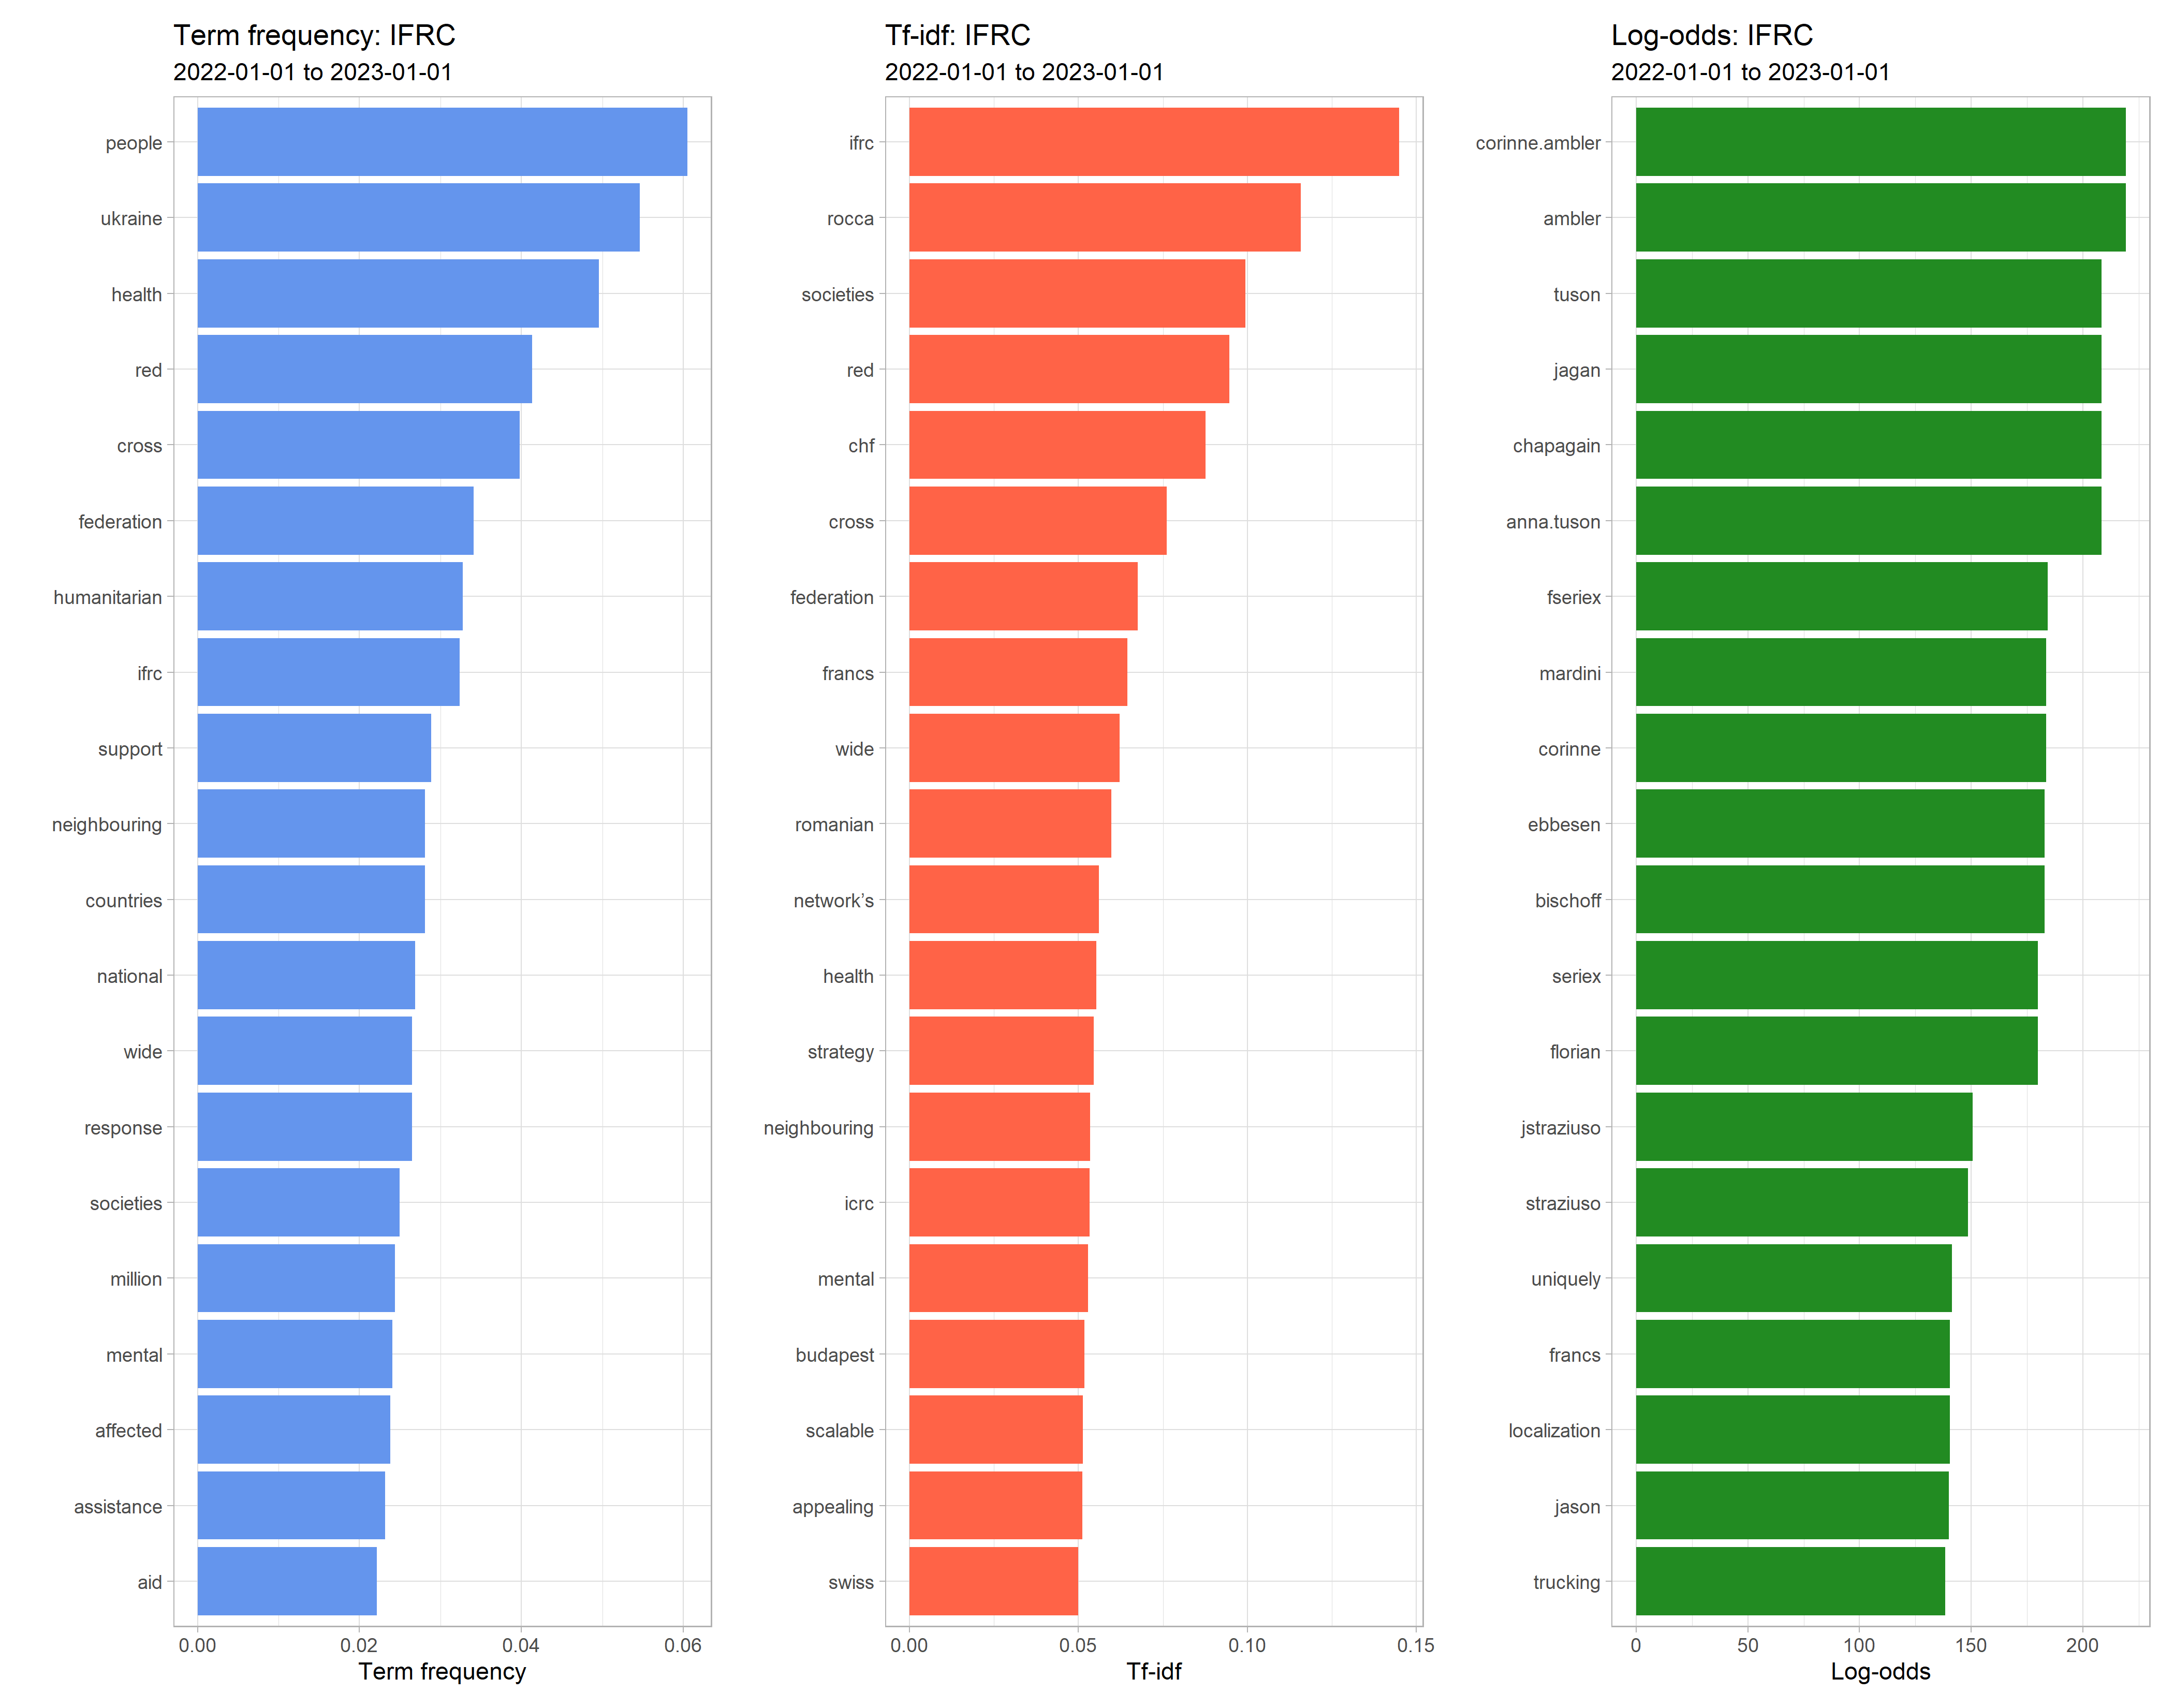 Term frequency: IFRC
2022-01-01 to 2023-01-01
people
ukraine
health
red
cross
federation
humanitarian
ifrc
support
neighbouring
countries
national
wide
response
societies
million
mental
affected
assistance
aid
0.00 0.02 0.04 0.06
Term frequency
Tf-idf: IFRC
2022-01-01 to 2023-01-01
ifrc
rocca
societies
red
chf
cross
federation
francs
wide
romanian
network’s
health
strategy
neighbouring
icrc
mental
budapest
scalable
appealing
swiss
0.00 0.05 0.10 0.15
Tf-idf
Log-odds: IFRC
2022-01-01 to 2023-01-01
corinne.ambler
ambler
tuson
jagan
chapagain
anna.tuson
fseriex
mardini
corinne
ebbesen
bischoff
seriex
florian
jstraziuso
straziuso
uniquely
francs
localization
jason
trucking
0 50 100 150 200
Log-odds